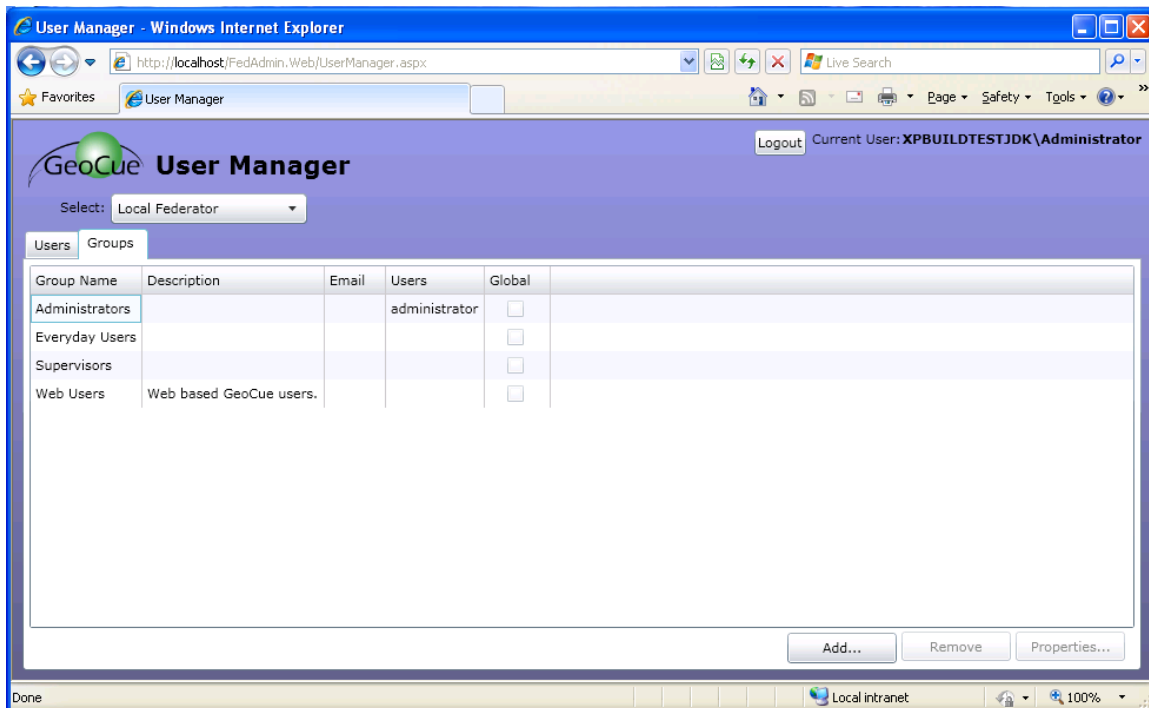 User Manager - Windows Internet Explorer
http://localhost/FedAdmin.Web/UserManager.aspx
Live Search
Favorites
User Manager
Page
Safety
Tools
»
GeoCue User Manager
Logout
Current User: XPBUILDTESTJDK\Administrator
Select: Local Federator
Users Groups
Group Name Description Email Users Global
Administrators administrator
Everyday Users
Supervisors
Web Users Web based GeoCue users.
Add... Remove Properties...
Done Local intranet 100%